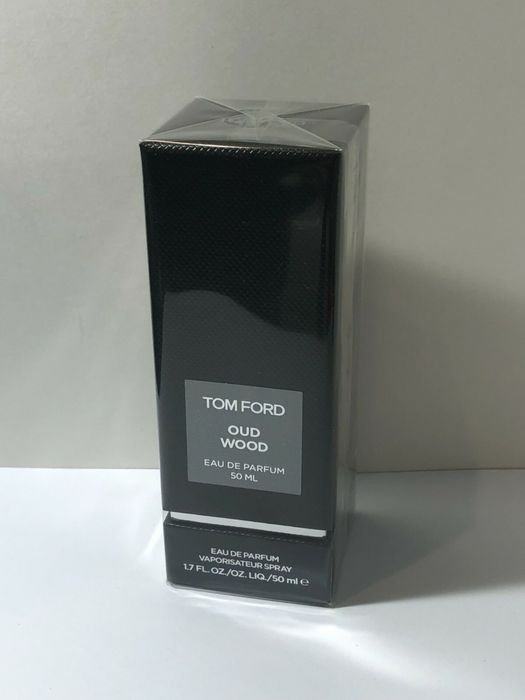 TOM FORD
OUD
WOOD
EAU DE PARFUM
50 ML
EAU DE PARFUM
VAPORISATEUR SPRAY
1.7 FL. OZ./OZ. LIQ./50 ml ℮